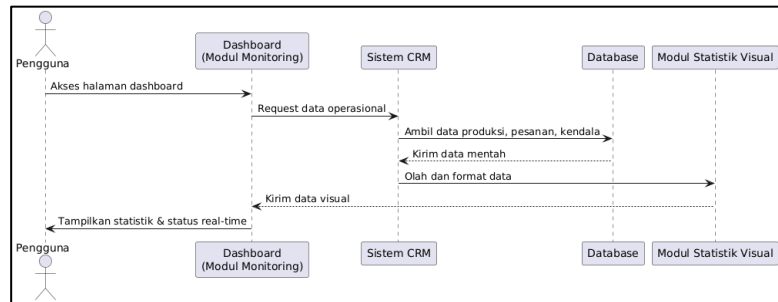 Pengguna
Dashboard
(Modul Monitoring)
Sistem CRM
Database
Modul Statistik Visual
Akses halaman dashboard
Request data operasional
Ambil data produksi, pesanan, kendala
Kirim data mentah
Olah dan format data
Kirim data visual
Tampilkan statistik & status real-time
Pengguna
Dashboard
(Modul Monitoring)
Sistem CRM
Database
Modul Statistik Visual